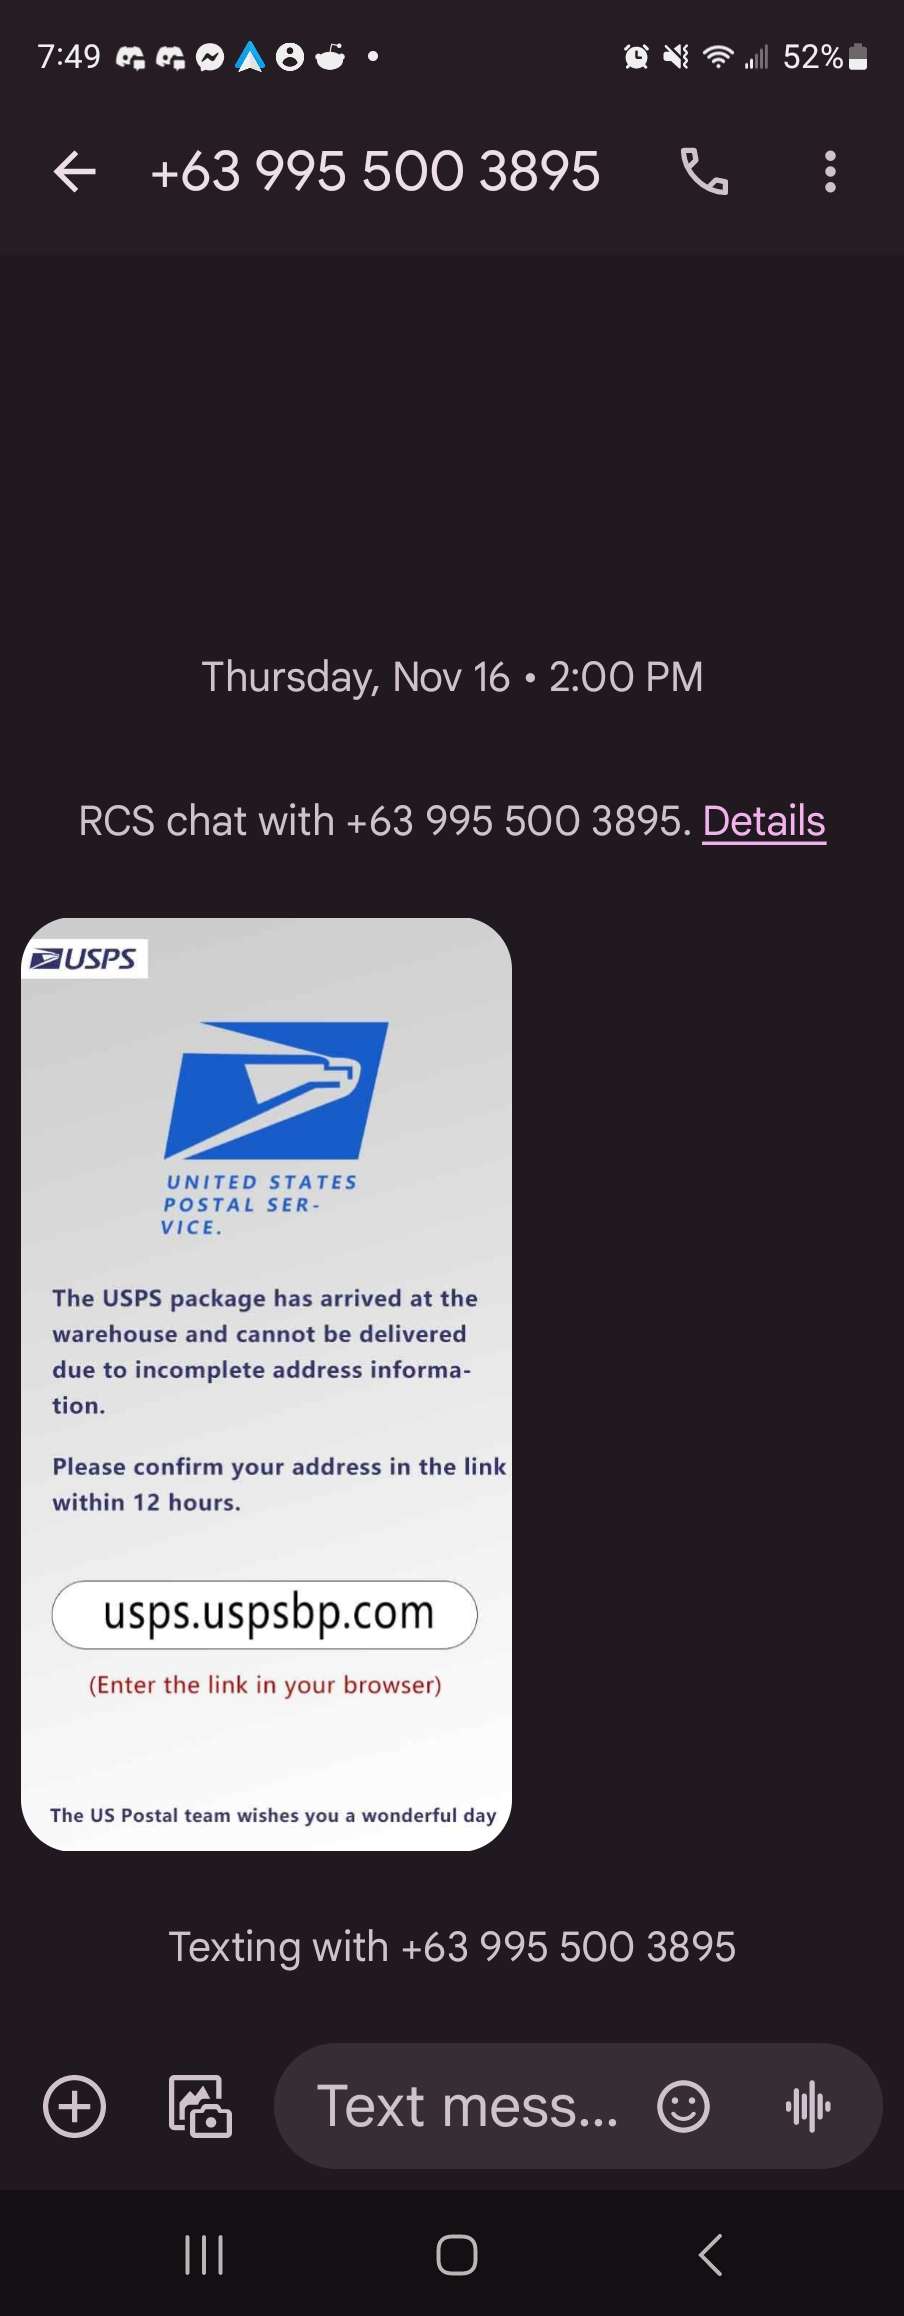 7:49
52%
+63 995 500 3895
Thursday, Nov 16 • 2:00 PM
RCS chat with +63 995 500 3895. Details
USPS
UNITED STATES
POSTAL SER-
VICE.
The USPS package has arrived at the
warehouse and cannot be delivered
due to incomplete address informa-
tion.
Please confirm your address in the link
within 12 hours.
usps.uspsbp.com
(Enter the link in your browser)
The US Postal team wishes you a wonderful day
Texting with +63 995 500 3895
Text mess...